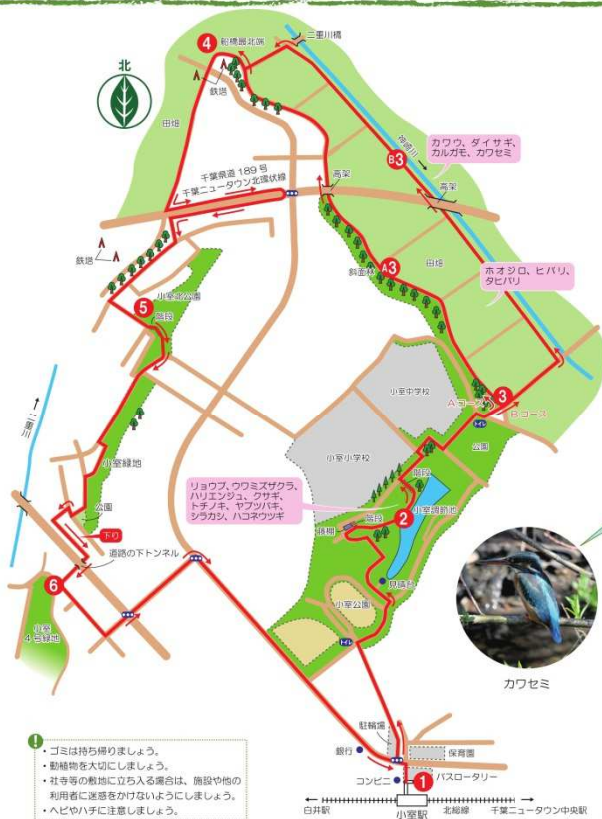 北
4
船橋最北端
二重川橋
鉄塔
田畑
神崎川
B3
カワウ、ダイサギ、
カルガモ、カワセミ
千葉県道 189 号
千葉ニュータウン北環状線
高架
高架
鉄塔
斜面林
A3
田畑
ホオジロ、ヒバリ、
タヒバリ
小室北公園
5
階段
小室中学校
3
Aコース
Bコース
トイレ
公園
二重川
小室小学校
小室緑地
リョウブ、ウワミズザクラ、
ハリエンジュ、クサギ、
トチノキ、ヤブツバキ、
シラカシ、ハコネウツギ
階段
小室調節池
2
階段
公園
下り
道路の下トンネル
見晴台
6
小室公園
小室
4号緑地
トイレ
カワセミ
駐輪場
保育園
銀行
コンビニ
1
バスロータリー
白井駅
小室駅
北総線
千葉ニュータウン中央駅
!
・ゴミは持ち帰りましょう。
・動植物を大切にしましょう。
・社寺等の敷地に立ち入る場合は、施設や他の
利用者に迷惑をかけないようにしましょう。
・ヘビやハチに注意しましょう。